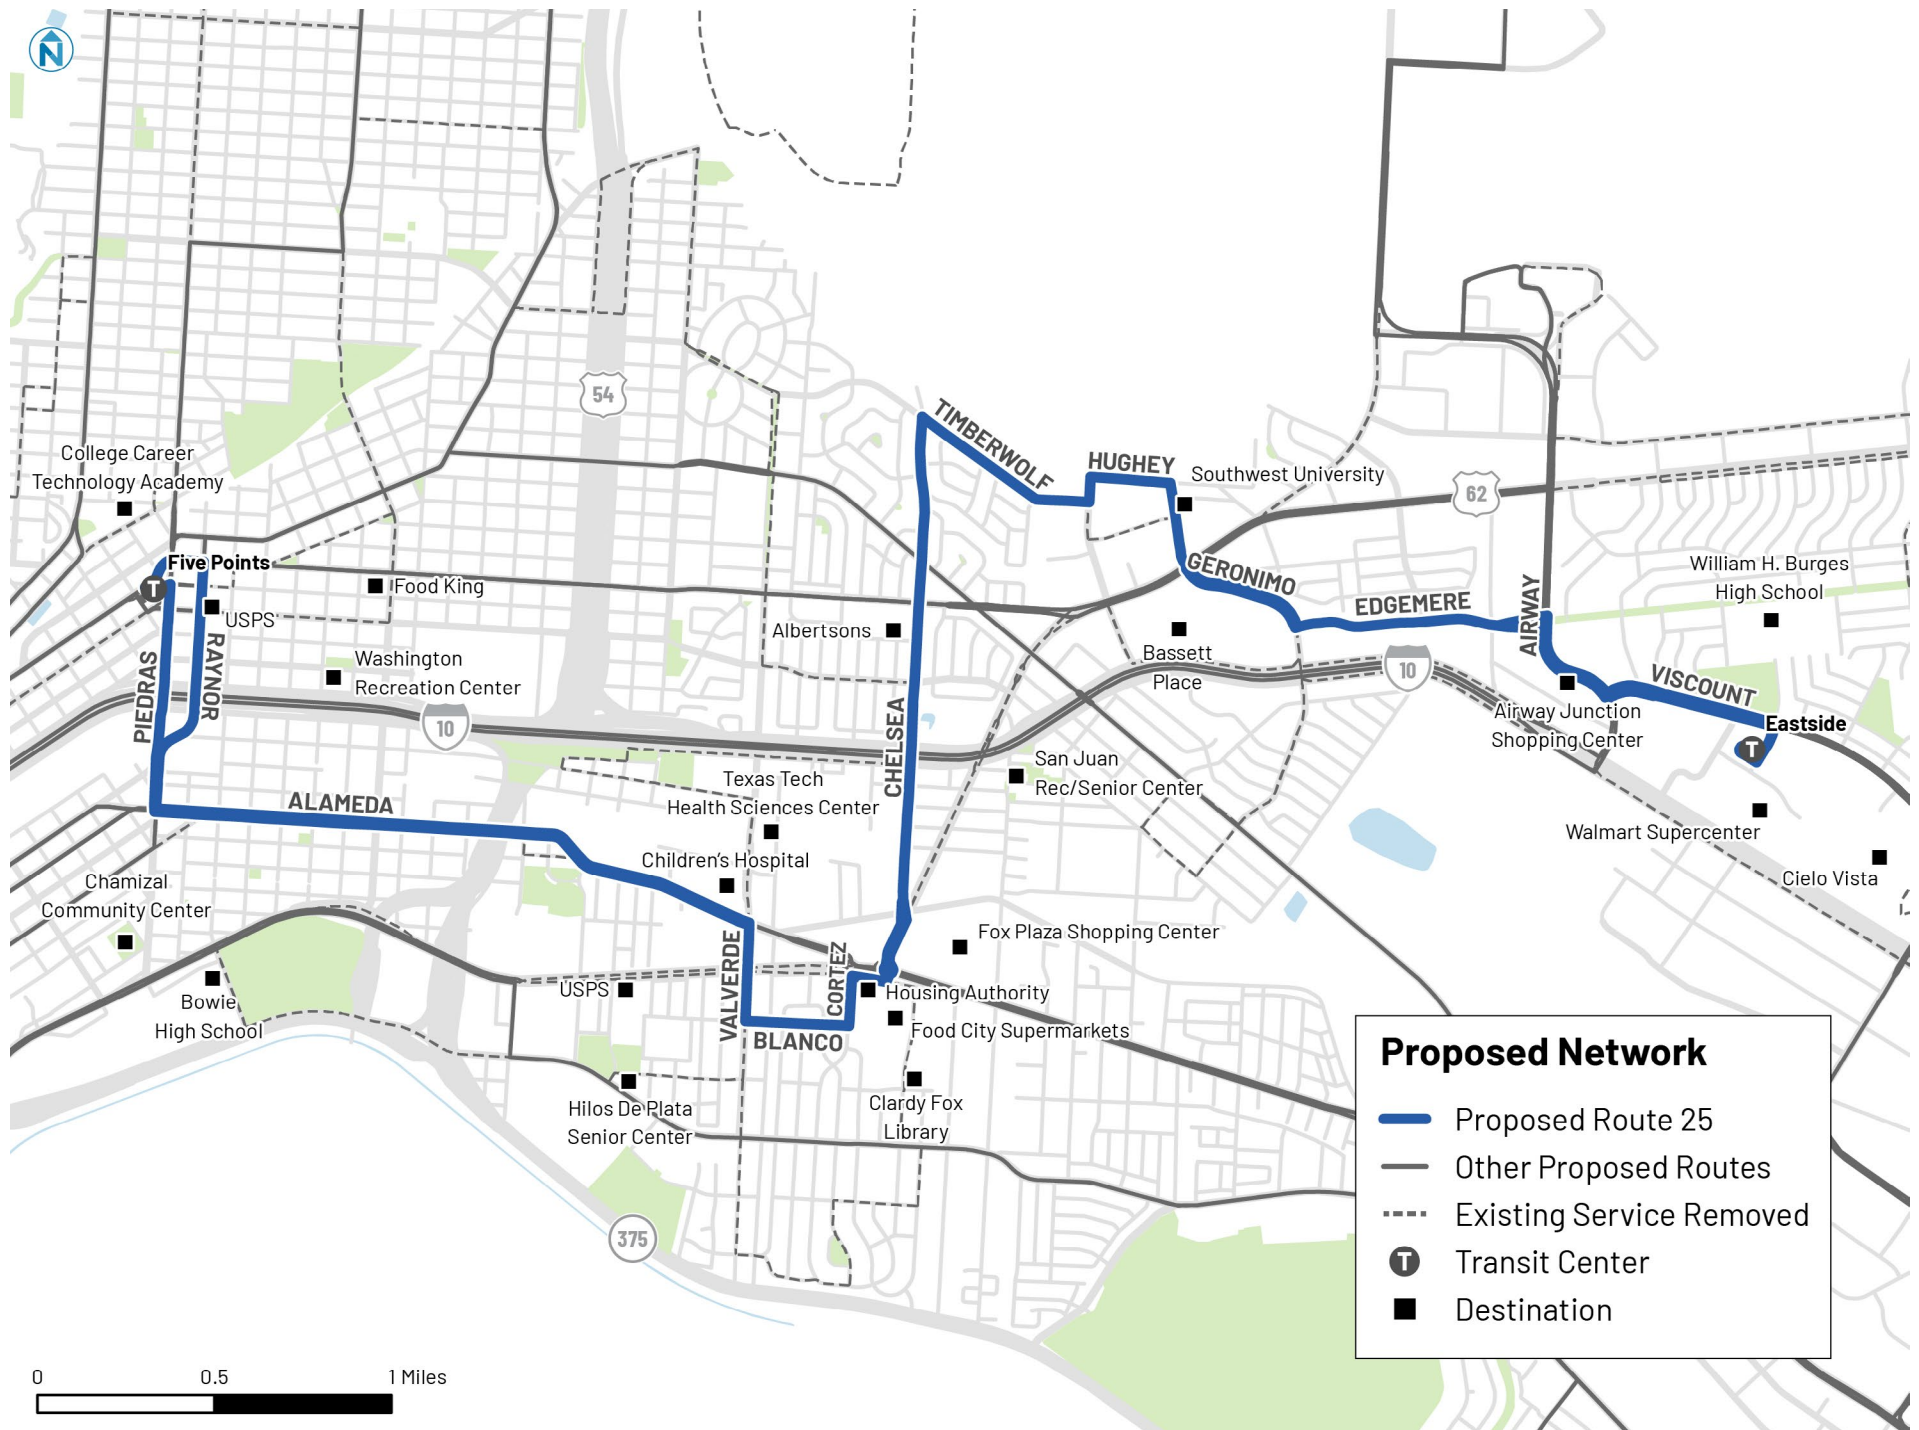 N
54
TIMBERWOLF
HUGHEY
Southwest University
62
College Career
Technology Academy
Five Points
T
Food King
USPS
GERONIMO
EDGEMERE
AIRWAY
William H. Burges
High School
Albertsons
Bassett
Place
10
PIEDRAS
RAYNOR
Washington
Recreation Center
10
CHELSEA
VISCOUNT
Airway Junction
Shopping Center
Eastside
T
San Juan
Rec/Senior Center
Texas Tech
Health Sciences Center
ALAMEDA
Walmart Supercenter
Children's Hospital
Cielo Vista
Chamizal
Community Center
Fox Plaza Shopping Center
VALVERDE
CORTEZ
USPS
Housing Authority
Bowie
High School
BLANCO
Food City Supermarkets
Hilos De Plata
Senior Center
Clardy Fox
Library
375
Proposed Network
Proposed Route 25
Other Proposed Routes
Existing Service Removed
T Transit Center
Destination
0 0.5 1 Miles